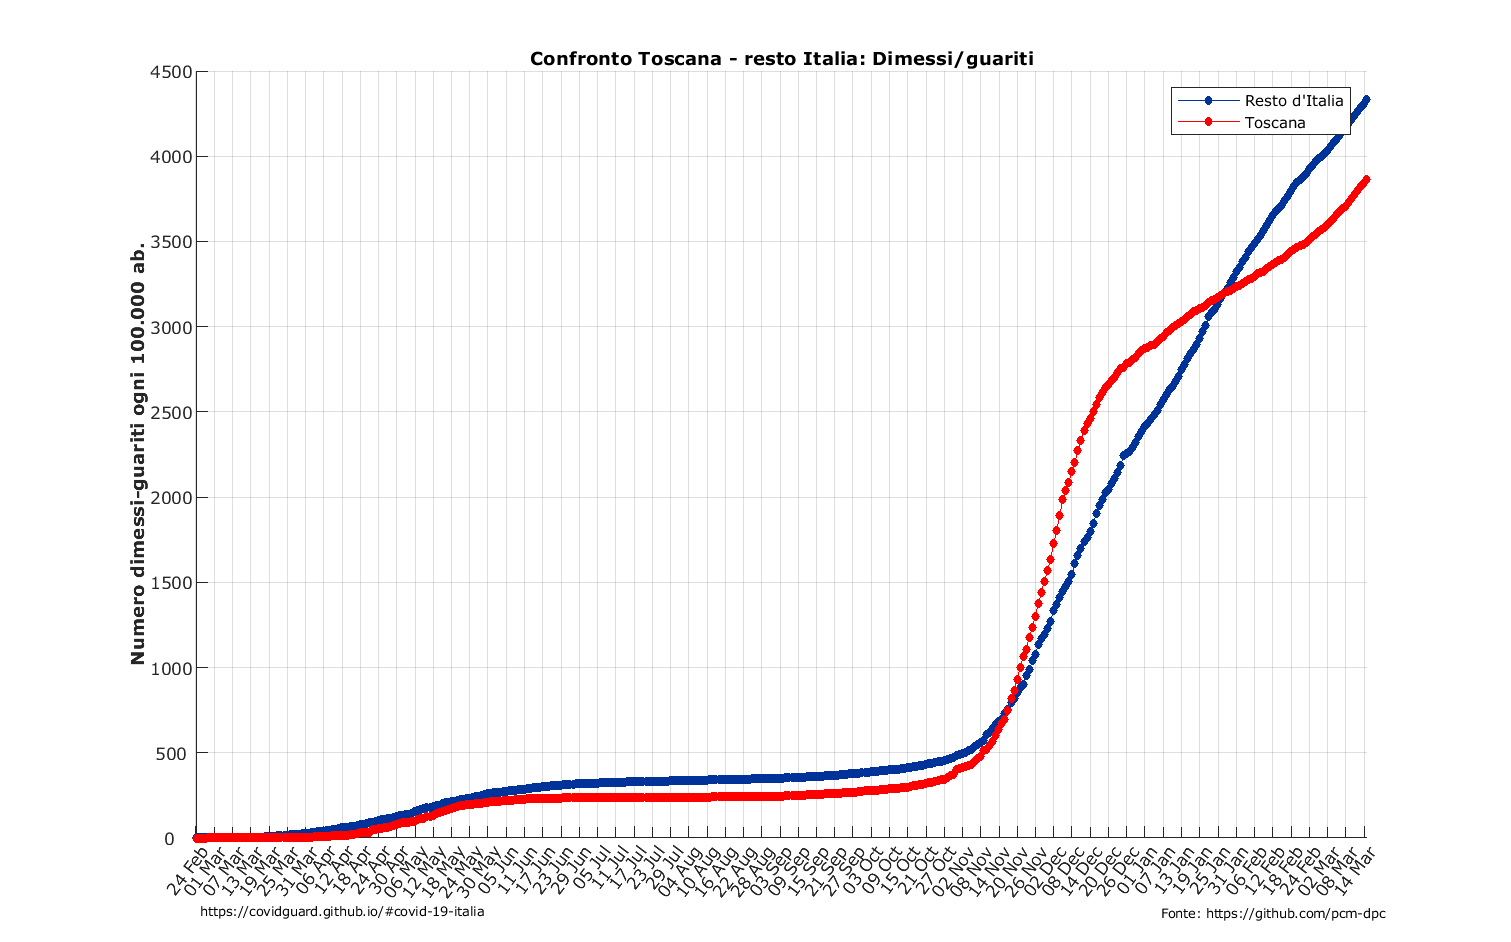 Confronto Toscana - resto Italia: Dimessi/guariti
Numero dimessi-guariti ogni 100.000 ab.
4500
4000
3500
3000
2500
2000
1500
1000
500
0
Resto d'Italia
Toscana
24 Feb
01 Mar
07 Mar
13 Mar
19 Mar
25 Mar
31 Mar
06 Apr
12 Apr
18 Apr
24 Apr
30 Apr
06 May
12 May
18 May
24 May
30 May
05 Jun
11 Jun
17 Jun
23 Jun
29 Jun
05 Jul
11 Jul
17 Jul
23 Jul
29 Jul
04 Aug
10 Aug
16 Aug
22 Aug
28 Aug
03 Sep
09 Sep
15 Sep
21 Sep
27 Sep
03 Oct
09 Oct
15 Oct
21 Oct
27 Oct
02 Nov
08 Nov
14 Nov
20 Nov
26 Nov
02 Dec
08 Dec
14 Dec
20 Dec
26 Dec
01 Jan
07 Jan
13 Jan
19 Jan
25 Jan
31 Jan
06 Feb
12 Feb
18 Feb
24 Feb
02 Mar
08 Mar
14 Mar
https://covidguard.github.io/#covid-19-italia
Fonte: https://github.com/pcm-dpc